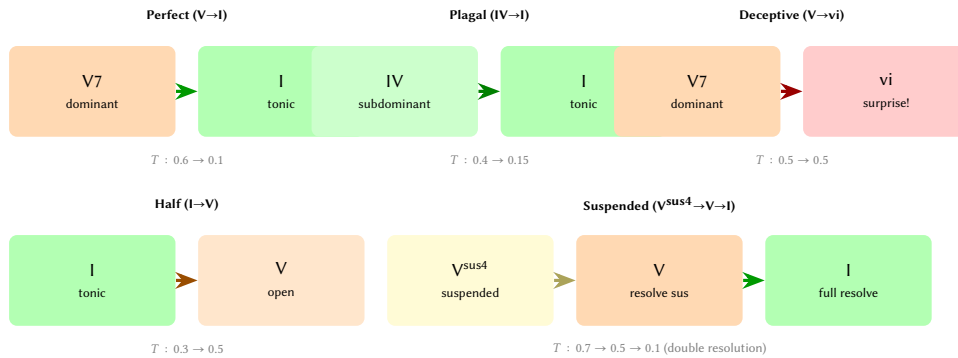 Perfect (V→I)
Plagal (IV→I)
Deceptive (V→vi)
V7
dominant
I
tonic
IV
subdominant
I
tonic
V7
dominant
vi
surprise!
T : 0.6 → 0.1
T : 0.4 → 0.15
T : 0.5 → 0.5
Half (I→V)
Suspended (Vsus4→V→I)
I
tonic
V
open
Vsus4
suspended
V
resolve sus
I
full resolve
T : 0.3 → 0.5
T : 0.7 → 0.5 → 0.1 (double resolution)